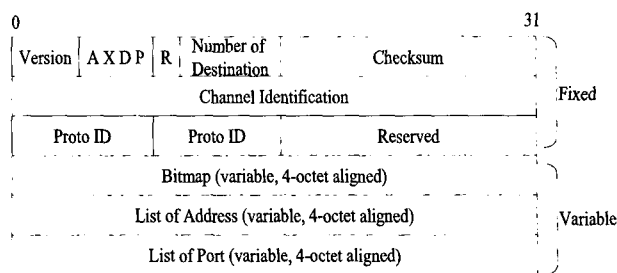 0 31
Version A X D P R Number of Destination Checksum
Channel Identification
Fixed
Proto ID Proto ID Reserved
Bitmap (variable, 4-octet aligned)
List of Address (variable, 4-octet aligned)
Variable
List of Port (variable, 4-octet aligned)